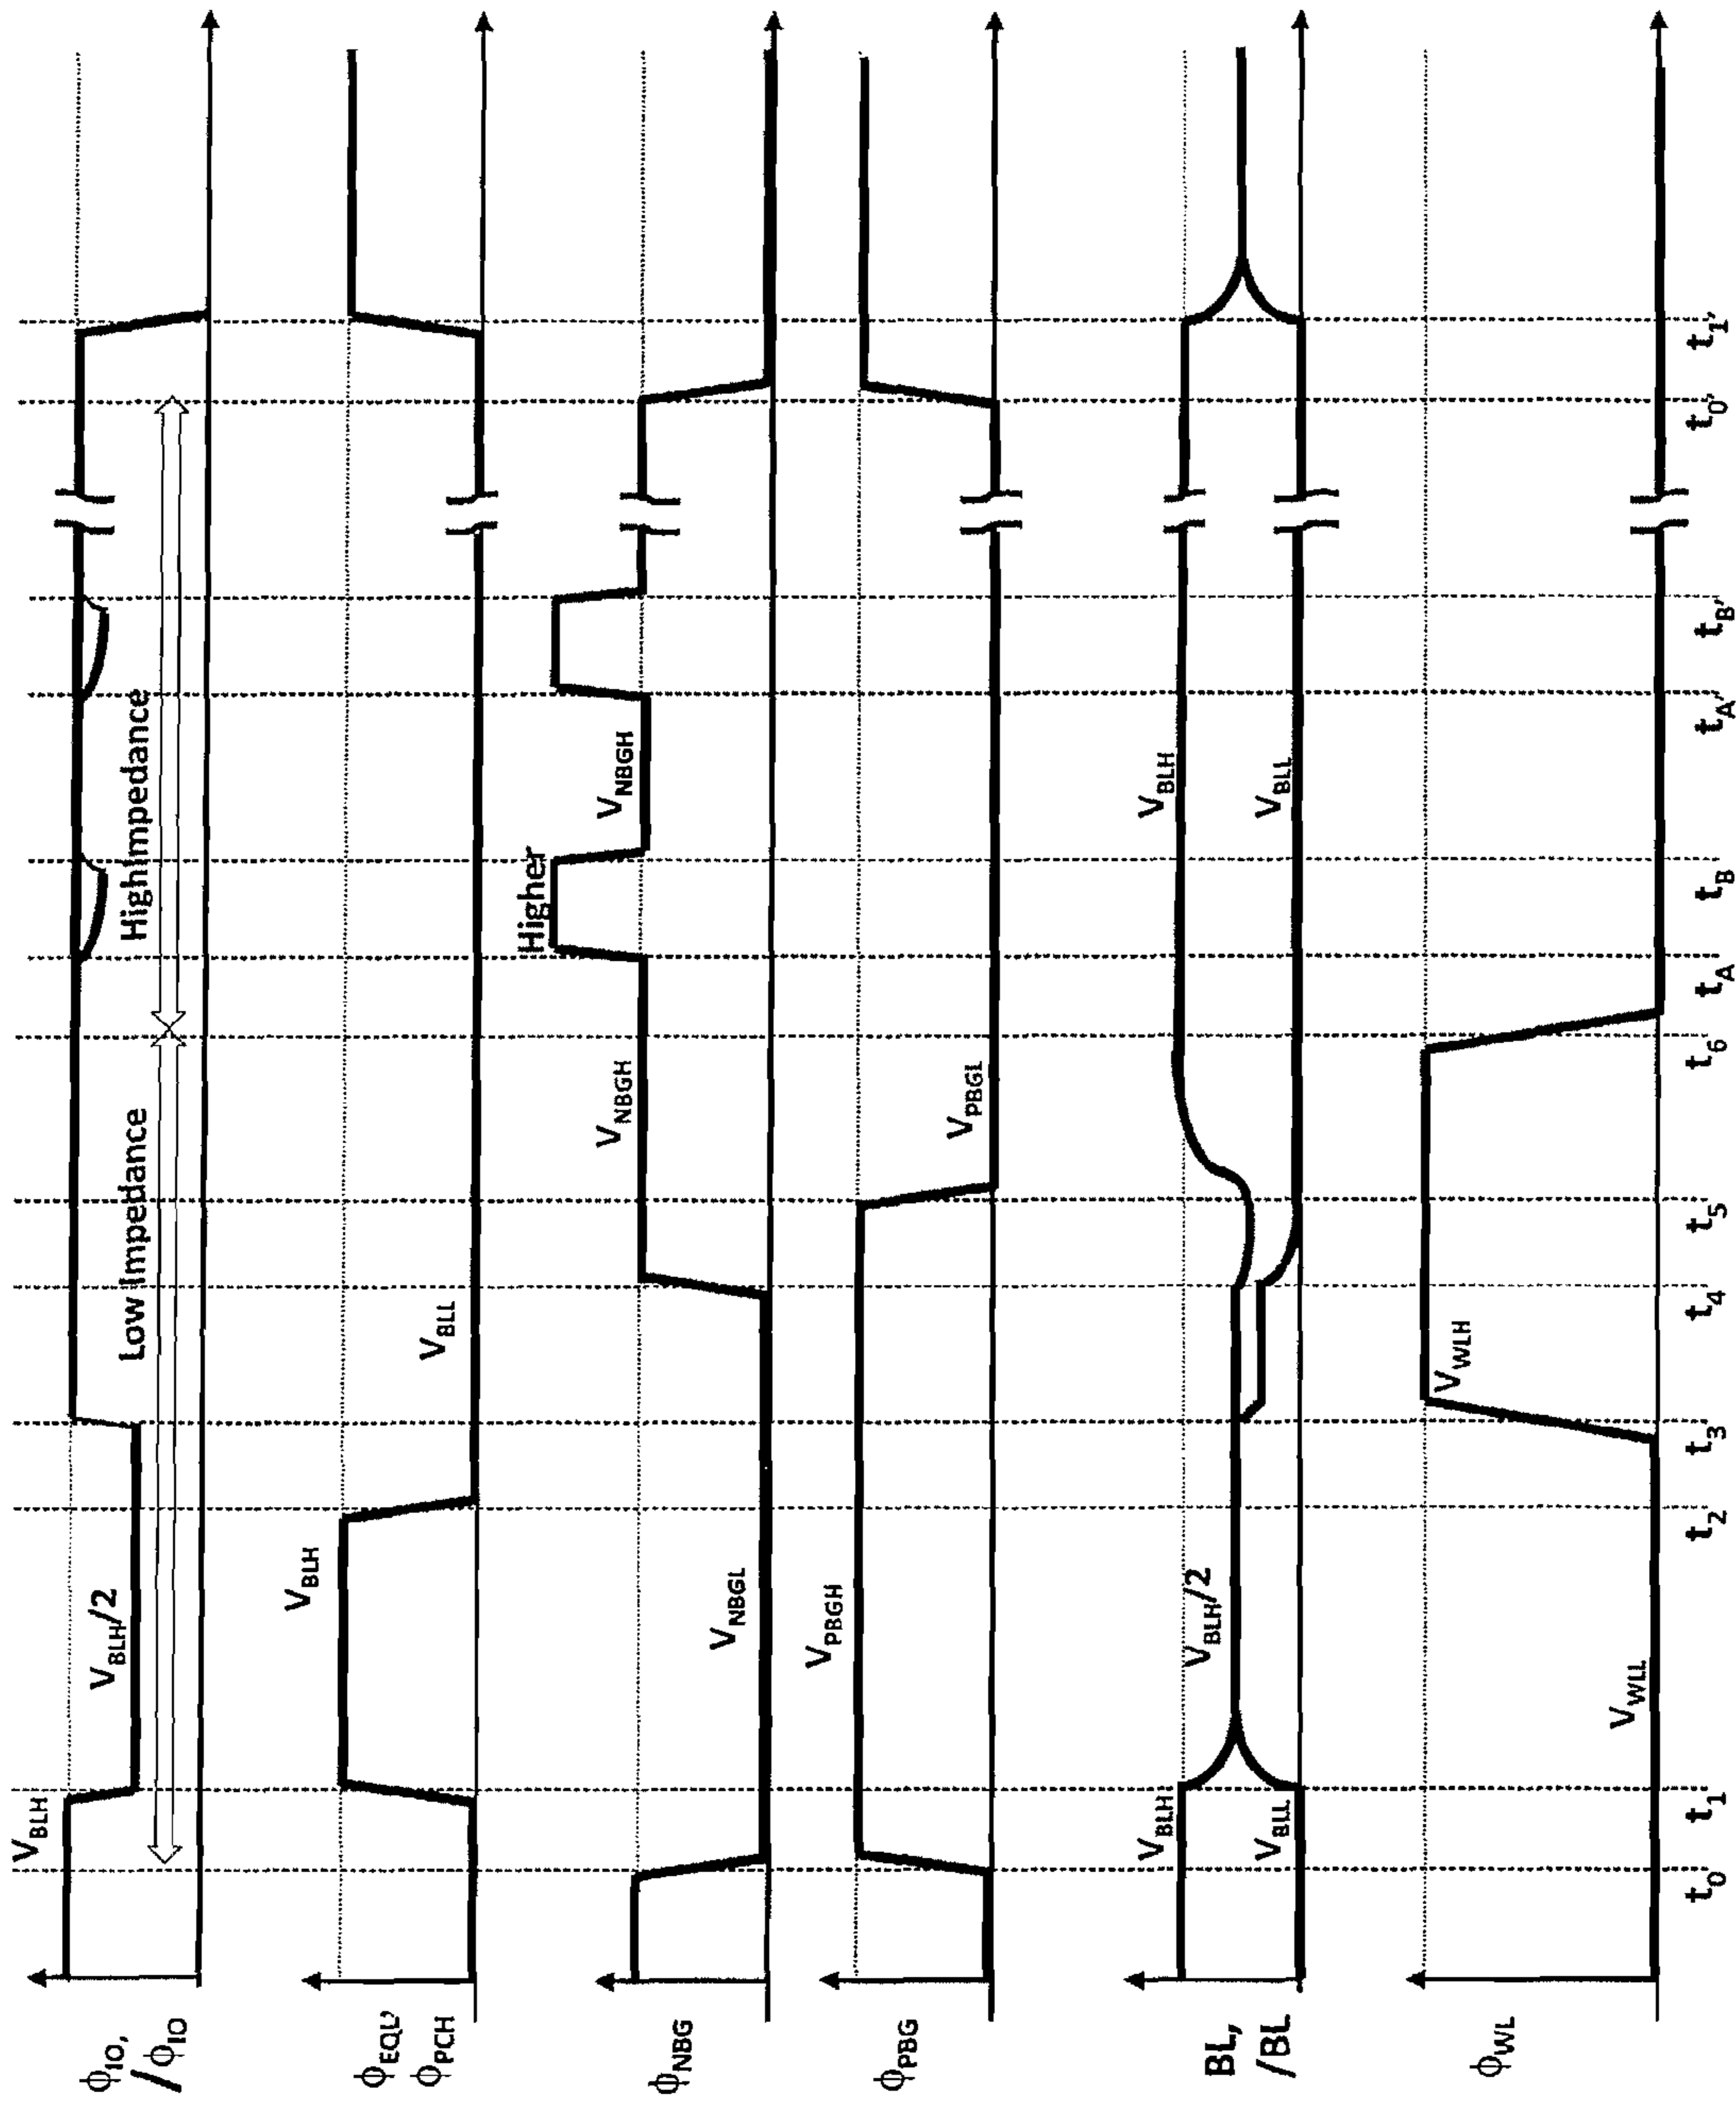 ϕIO,
/ϕIO
VBLH
VBLH/2
Low Impedance
High Impedance
ϕEQL,
ϕPCH
VBLH
VBLL
ϕNBG
VNBGL
VNBGH
Higher
VNBGH
ϕPBG
VPBGH
VPBGL
BL,
/BL
VBLH
VBLL
VBLH/2
VBLH
VBLL
ϕWL
VWLL
VWLH
t0 t1 t2 t3 t4 t5 t6 tA tB tA' tB' t0' t1'